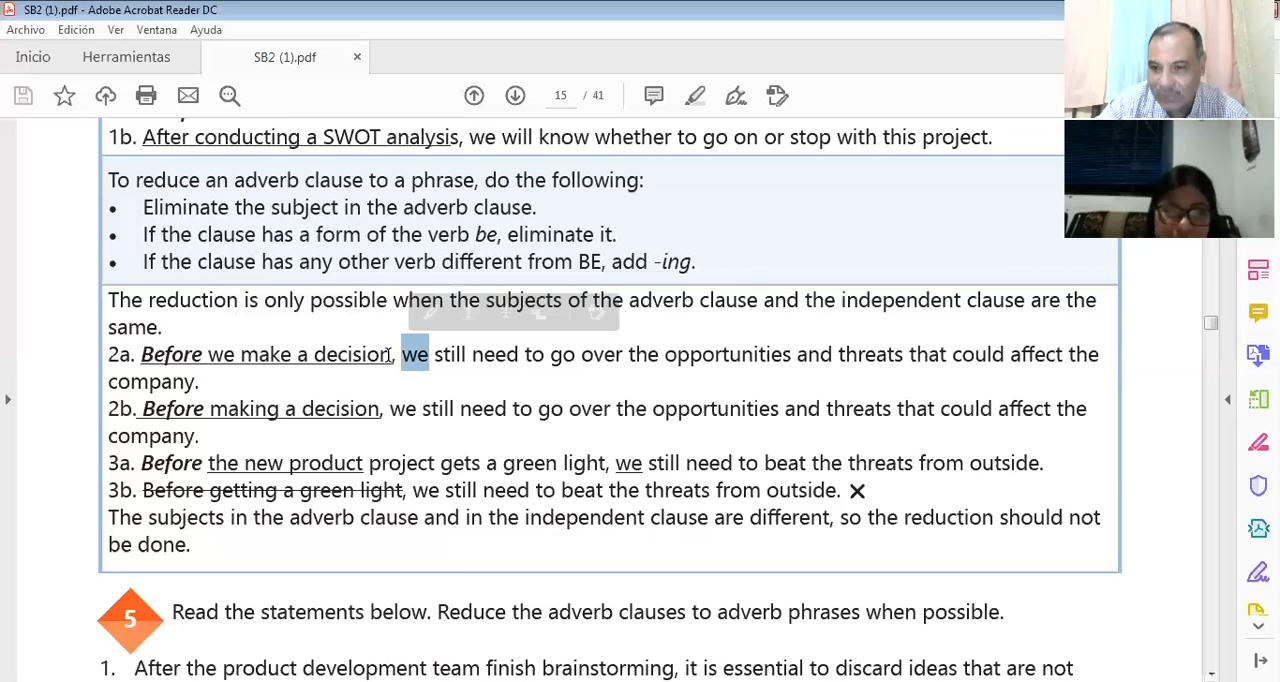 SB2 (1).pdf - Adobe Acrobat Reader DC
Archivo Edición Ver Ventana Ayuda
Inicio Herramientas SB2 (1).pdf ×
15 / 41
1b. After conducting a SWOT analysis, we will know whether to go on or stop with this project.
To reduce an adverb clause to a phrase, do the following:
• Eliminate the subject in the adverb clause.
• If the clause has a form of the verb be, eliminate it.
• If the clause has any other verb different from BE, add -ing.
The reduction is only possible when the subjects of the adverb clause and the independent clause are the
same.
2a. Before we make a decision, we still need to go over the opportunities and threats that could affect the
company.
2b. Before making a decision, we still need to go over the opportunities and threats that could affect the
company.
3a. Before the new product project gets a green light, we still need to beat the threats from outside.
3b. Before getting a green light, we still need to beat the threats from outside. ✕
The subjects in the adverb clause and in the independent clause are different, so the reduction should not
be done.
5 Read the statements below. Reduce the adverb clauses to adverb phrases when possible.
1. After the product development team finish brainstorming, it is essential to discard ideas that are not